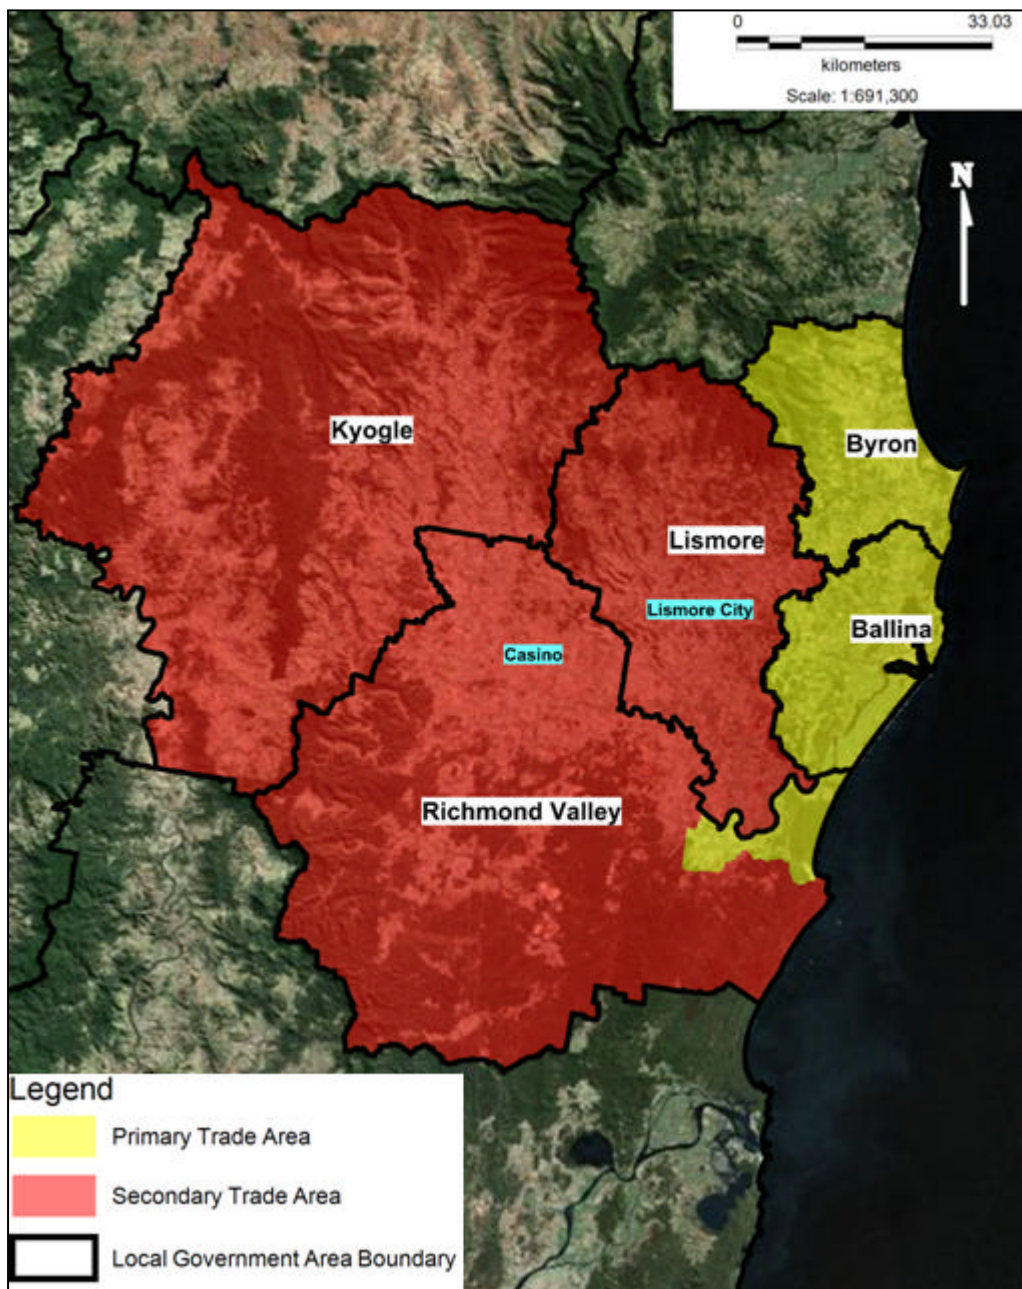 0 33.03
kilometers
Scale: 1:691,300
N
Kyogle
Byron
Lismore
Lismore City
Ballina
Casino
Richmond Valley
Legend
Primary Trade Area
Secondary Trade Area
Local Government Area Boundary